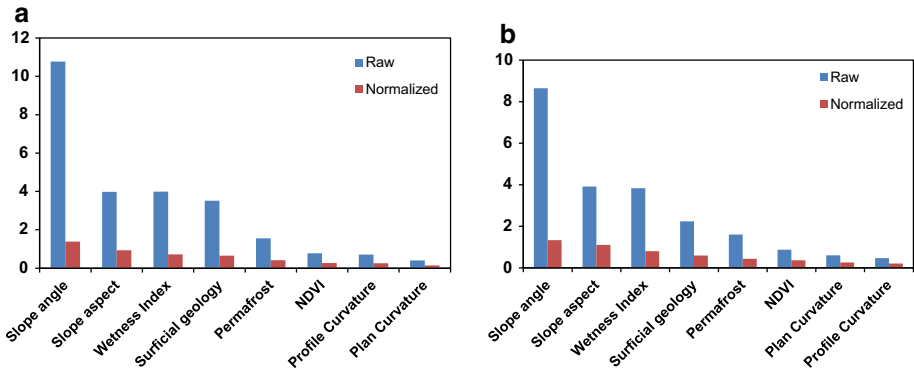 a
12
10
8
6
4
2
0
Raw
Normalized
Slope angle
Slope aspect
Wetness Index
Surficial geology
Permafrost
NDVI
Profile Curvature
Plan Curvature
b
10
8
6
4
2
0
Raw
Normalized
Slope angle
Slope aspect
Wetness Index
Surficial geology
Permafrost
NDVI
Plan Curvature
Profile Curvature